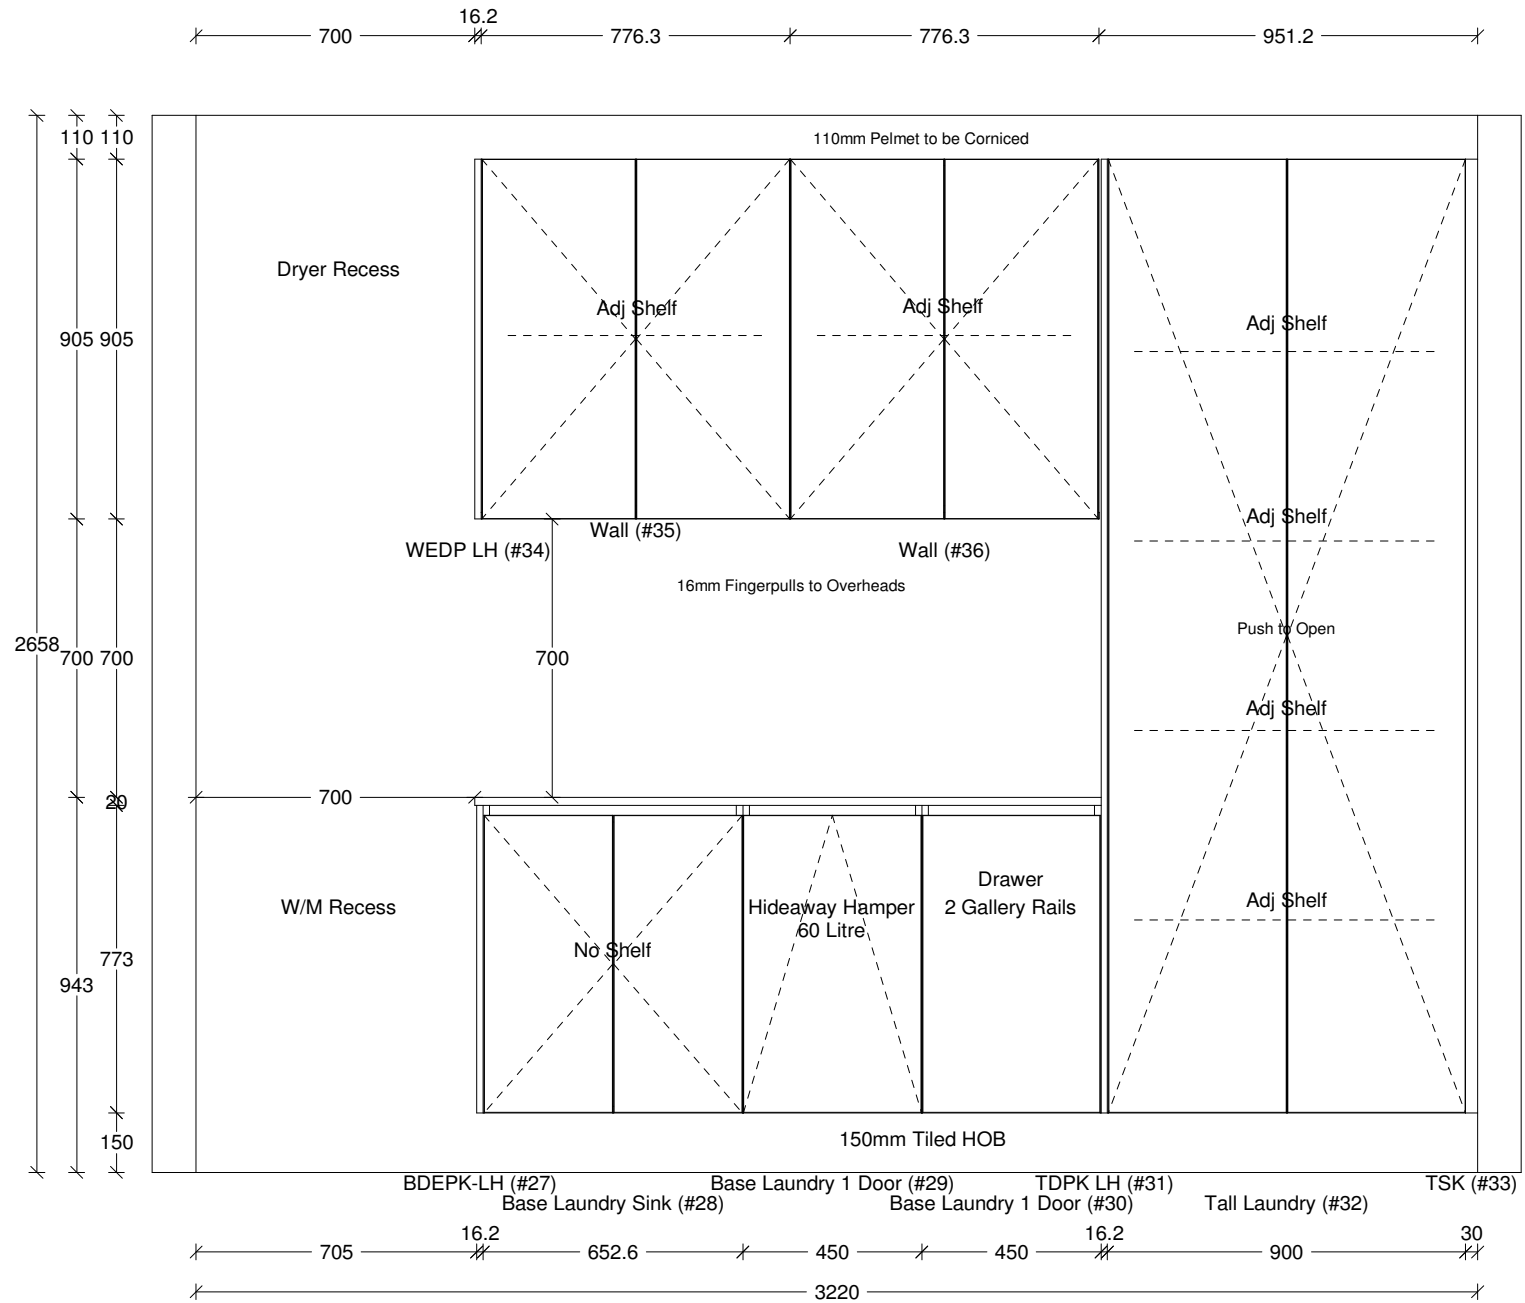 16.2
700 776.3 776.3 951.2
110 110
110mm Pelmet to be Corniced
Dryer Recess
Adj Shelf Adj Shelf
Adj Shelf
905 905
Adj Shelf
Wall (#35)
WEDP LH (#34) Wall (#36)
16mm Fingerpulls to Overheads
Push to Open
2658 700 700 700
Adj Shelf
700
20
Drawer
Adj Shelf
W/M Recess Hideaway Hamper 2 Gallery Rails
60 Litre
No Shelf
773
943
150mm Tiled HOB
150
BDEPK-LH (#27) Base Laundry 1 Door (#29) TDPK LH (#31) TSK (#33)
Base Laundry Sink (#28) Base Laundry 1 Door (#30) Tall Laundry (#32)
16.2 16.2 30
705 652.6 450 450 900
3220